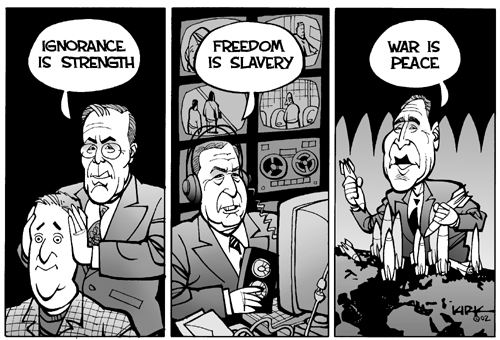 IGNORANCE
IS STRENGTH
FREEDOM
IS SLAVERY
WAR IS
PEACE
KIRK
©02